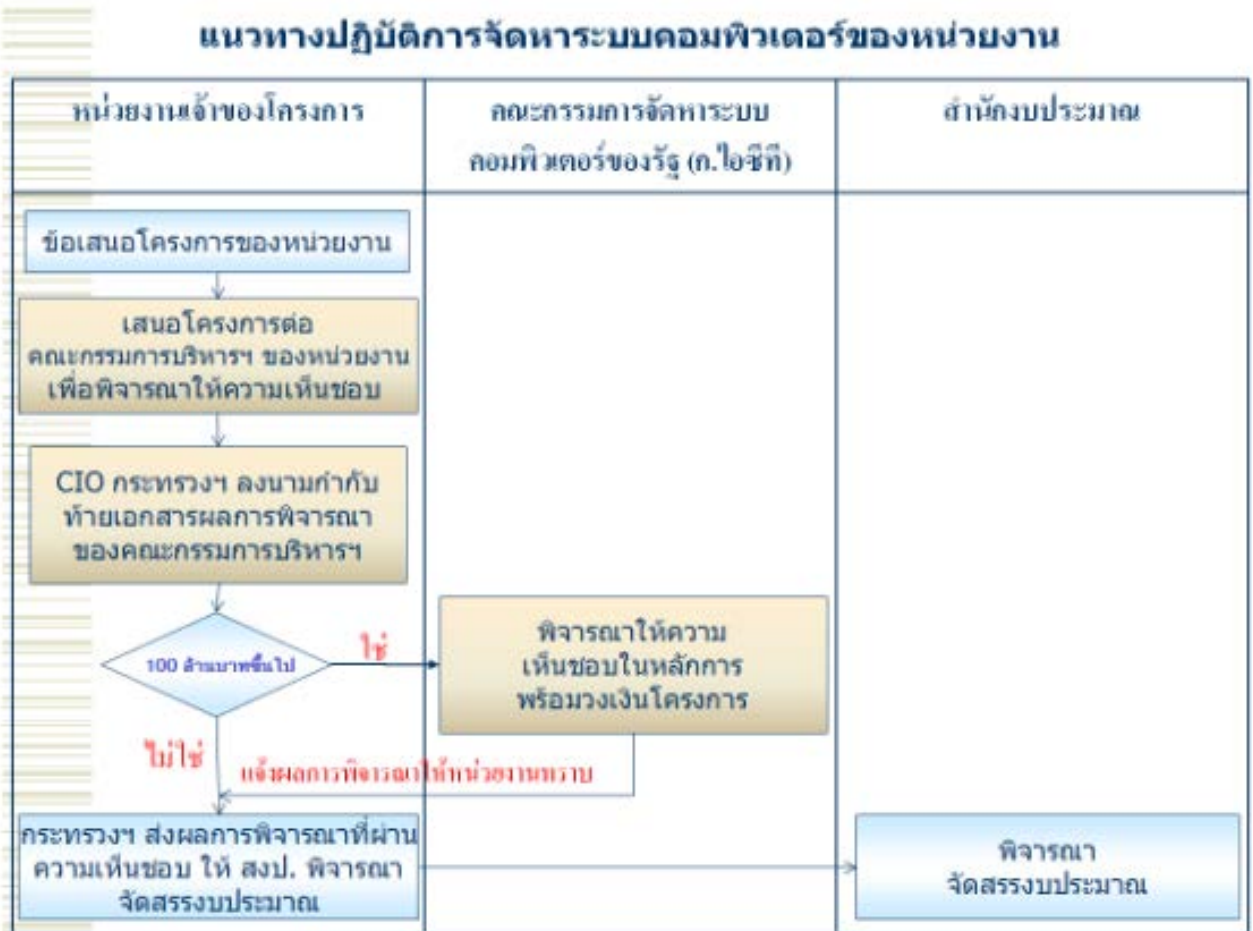 แนวทางปฏิบัติการจัดหาระบบคอมพิวเตอร์ของหน่วยงาน
หน่วยงานเจ้าของโครงการ
คณะกรรมการจัดหาระบบ
คอมพิวเตอร์ของรัฐ (ก.ไอซีที)
สำนักงบประมาณ
ข้อเสนอโครงการของหน่วยงาน
เสนอโครงการต่อ
คณะกรรมการบริหารฯ ของหน่วยงาน
เพื่อพิจารณาให้ความเห็นชอบ
CIO กระทรวงฯ ลงนามกำกับ
ท้ายเอกสารผลการพิจารณา
ของคณะกรรมการบริหารฯ
100 ล้านบาทขึ้นไป
ใช่
พิจารณาให้ความ
เห็นชอบในหลักการ
พร้อมวงเงินโครงการ
ไม่ใช่
แจ้งผลการพิจารณาให้หน่วยงานทราบ
กระทรวงฯ ส่งผลการพิจารณาที่ผ่าน
ความเห็นชอบ ให้ สงป. พิจารณา
จัดสรรงบประมาณ
พิจารณา
จัดสรรงบประมาณ